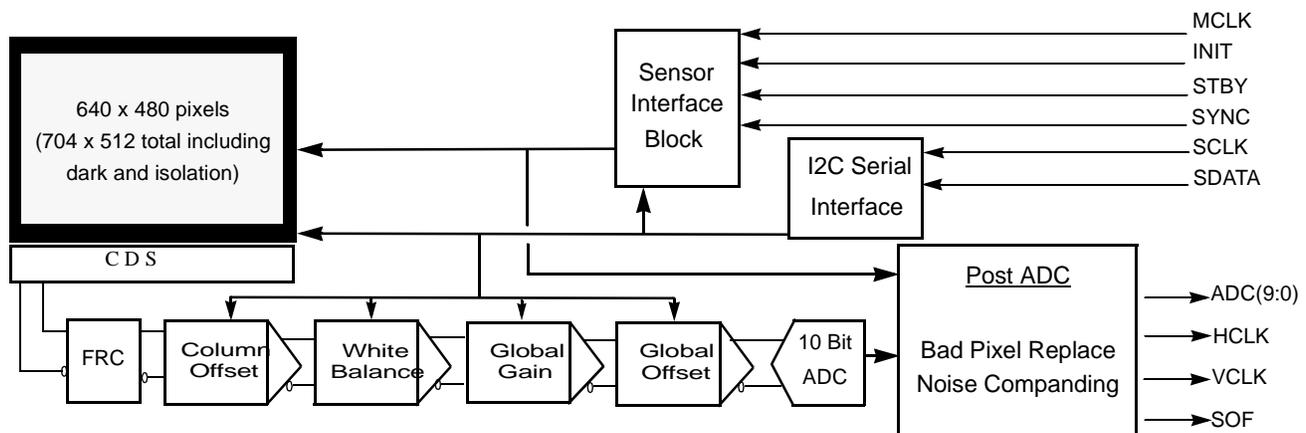 MCLK
INIT
STBY
SYNC
SCLK
SDATA
640 x 480 pixels
(704 x 512 total including
dark and isolation)
Sensor
Interface
Block
I2C Serial
Interface
C D S
Post ADC
Bad Pixel Replace
Noise Companding
FRC
Column
Offset
White
Balance
Global
Gain
Global
Offset
10 Bit
ADC
ADC(9:0)
HCLK
VCLK
SOF